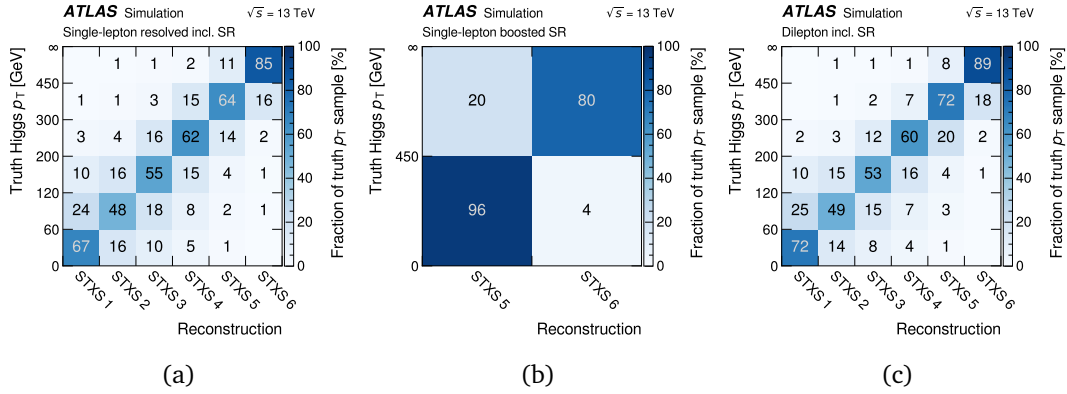 ATLAS Simulation √s = 13 TeV
Single-lepton resolved incl. SR
Truth Higgs pT [GeV]
∞ 1 1 2 11 85
450
1 1 3 15 64 16
300
3 4 16 62 14 2
200
10 16 55 15 4 1
120
24 48 18 8 2 1
60
67 16 10 5 1
0
STXS 1 STXS 2 STXS 3 STXS 4 STXS 5 STXS 6
Reconstruction
100
80
60
40
20
0
Fraction of truth pT sample [%]
(a)
ATLAS Simulation √s = 13 TeV
Single-lepton boosted SR
Truth Higgs pT [GeV]
∞
20 80
450
96 4
0
STXS 5 STXS 6
Reconstruction
100
80
60
40
20
0
Fraction of truth pT sample [%]
(b)
ATLAS Simulation √s = 13 TeV
Dilepton incl. SR
Truth Higgs pT [GeV]
∞ 1 1 1 8 89
450
1 2 7 72 18
300
2 3 12 60 20 2
200
10 15 53 16 4 1
120
25 49 15 7 3
60
72 14 8 4 1
0
STXS 1 STXS 2 STXS 3 STXS 4 STXS 5 STXS 6
Reconstruction
100
80
60
40
20
0
Fraction of truth pT sample [%]
(c)